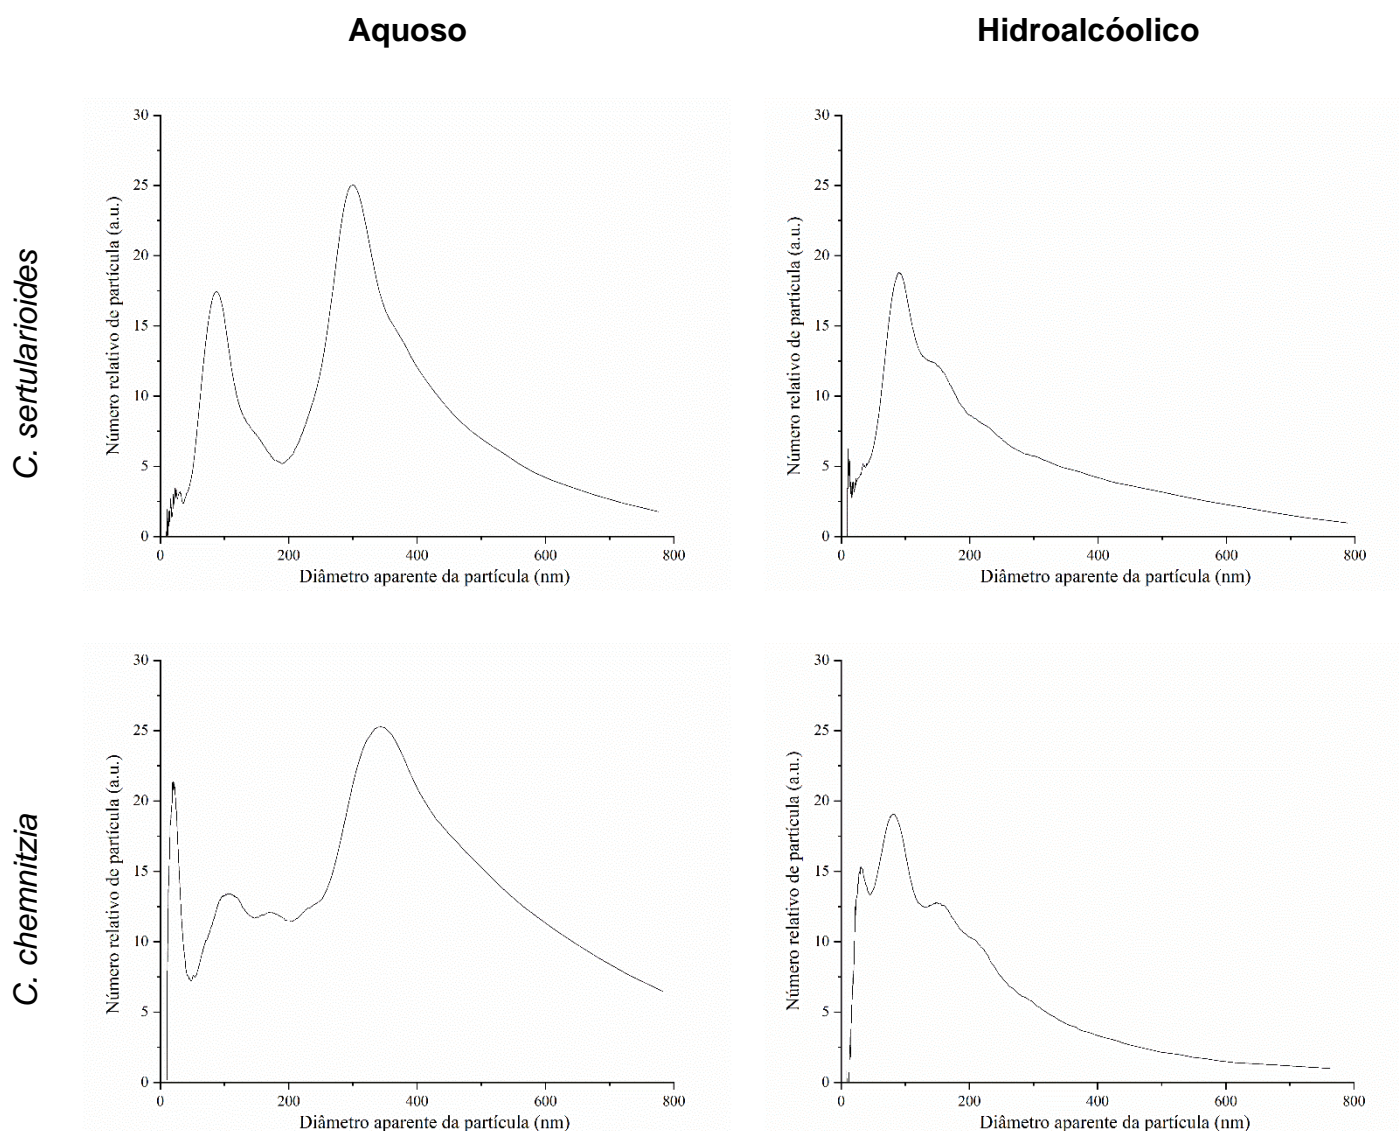 Aquoso
Hidroalcóolico
C. sertularioides
30
25
20
15
10
5
0
Número relativo de partícula (a.u.)
0 200 400 600 800
Diâmetro aparente da partícula (nm)
30
25
20
15
10
5
0
Número relativo de partícula (a.u.)
0 200 400 600 800
Diâmetro aparente da partícula (nm)
C. chemnitzia
30
25
20
15
10
5
0
Número relativo de partícula (a.u.)
0 200 400 600 800
Diâmetro aparente da partícula (nm)
30
25
20
15
10
5
0
Número relativo de partícula (a.u.)
0 200 400 600 800
Diâmetro aparente da partícula (nm)